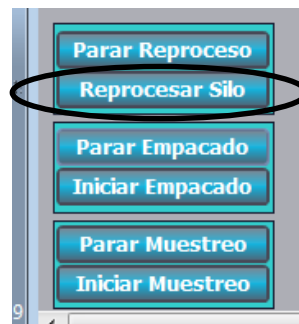 Parar Reproceso
Reprocesar Silo
Parar Empacado
Iniciar Empacado
Parar Muestreo
Iniciar Muestreo
9